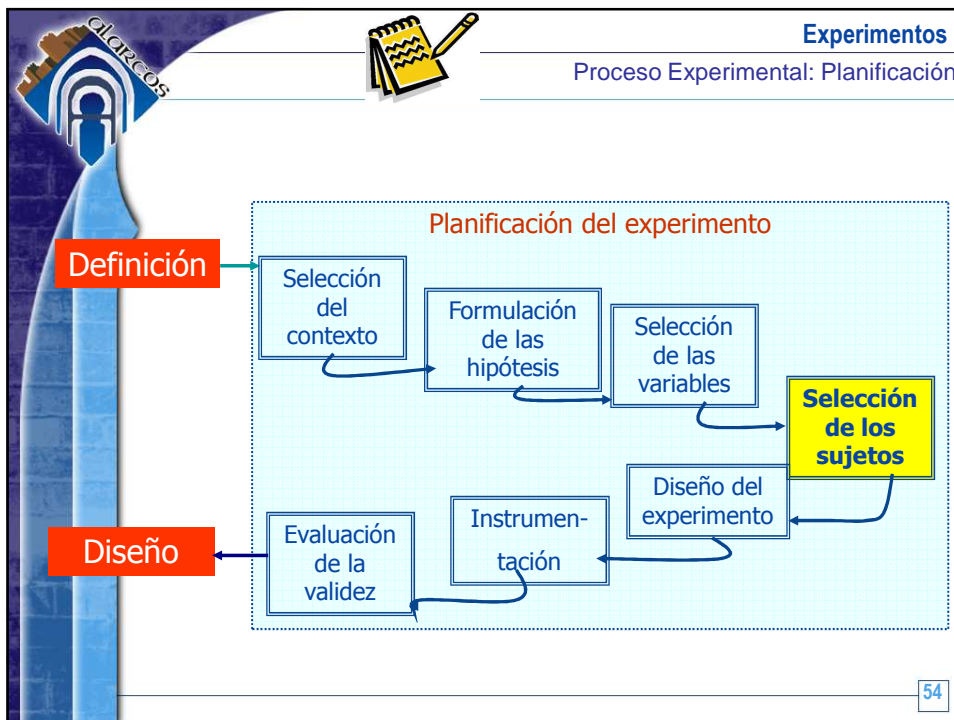 alarcos
Experimentos
Proceso Experimental: Planificación
Planificación del experimento
Definición
Selección
del
contexto
Formulación
de las
hipótesis
Selección
de las
variables
Selección
de los
sujetos
Diseño del
experimento
Instrumen-
tación
Evaluación
de la
validez
Diseño
54